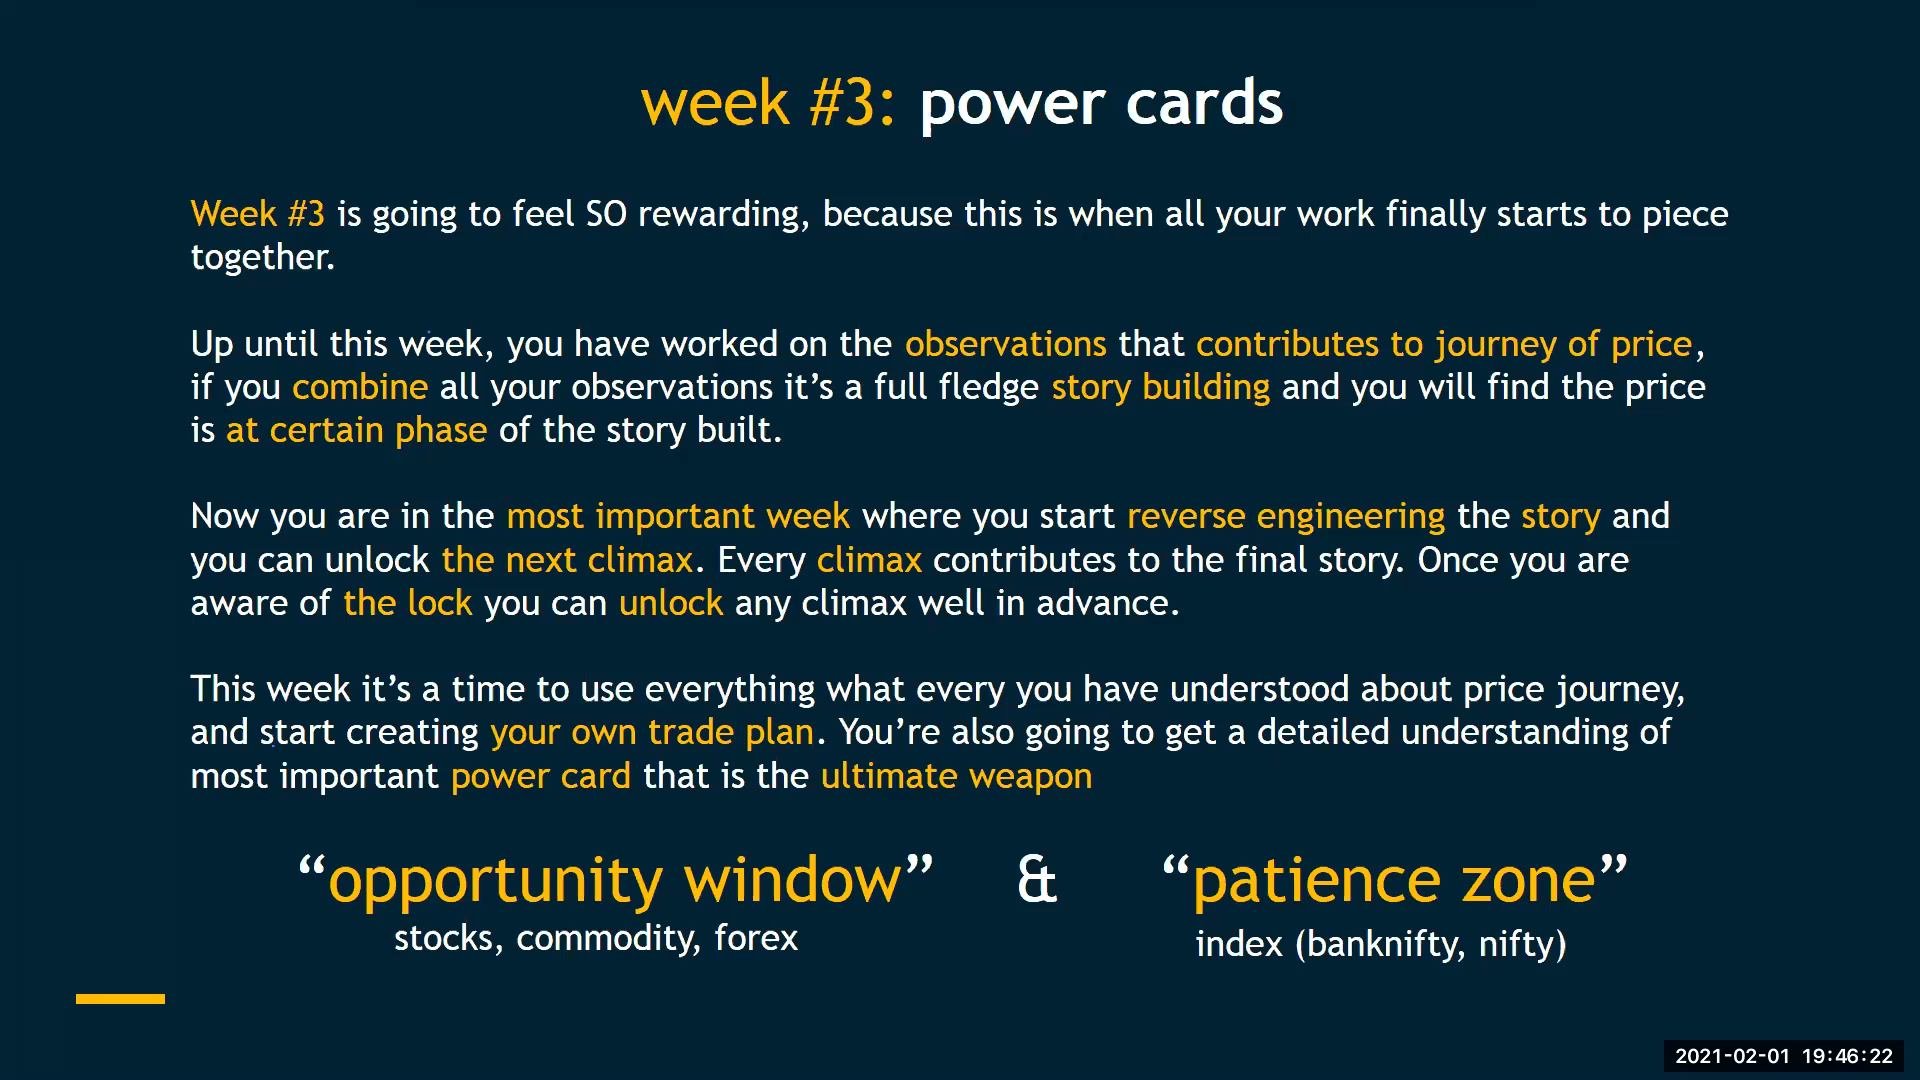 week #3: power cards
Week #3 is going to feel SO rewarding, because this is when all your work finally starts to piece
together.
Up until this week, you have worked on the observations that contributes to journey of price,
if you combine all your observations it’s a full fledge story building and you will find the price
is at certain phase of the story built.
Now you are in the most important week where you start reverse engineering the story and
you can unlock the next climax. Every climax contributes to the final story. Once you are
aware of the lock you can unlock any climax well in advance.
This week it’s a time to use everything what every you have understood about price journey,
and start creating your own trade plan. You’re also going to get a detailed understanding of
most important power card that is the ultimate weapon
“opportunity window” & “patience zone”
stocks, commodity, forex
index (banknifty, nifty)
2021-02-01 19:46:22